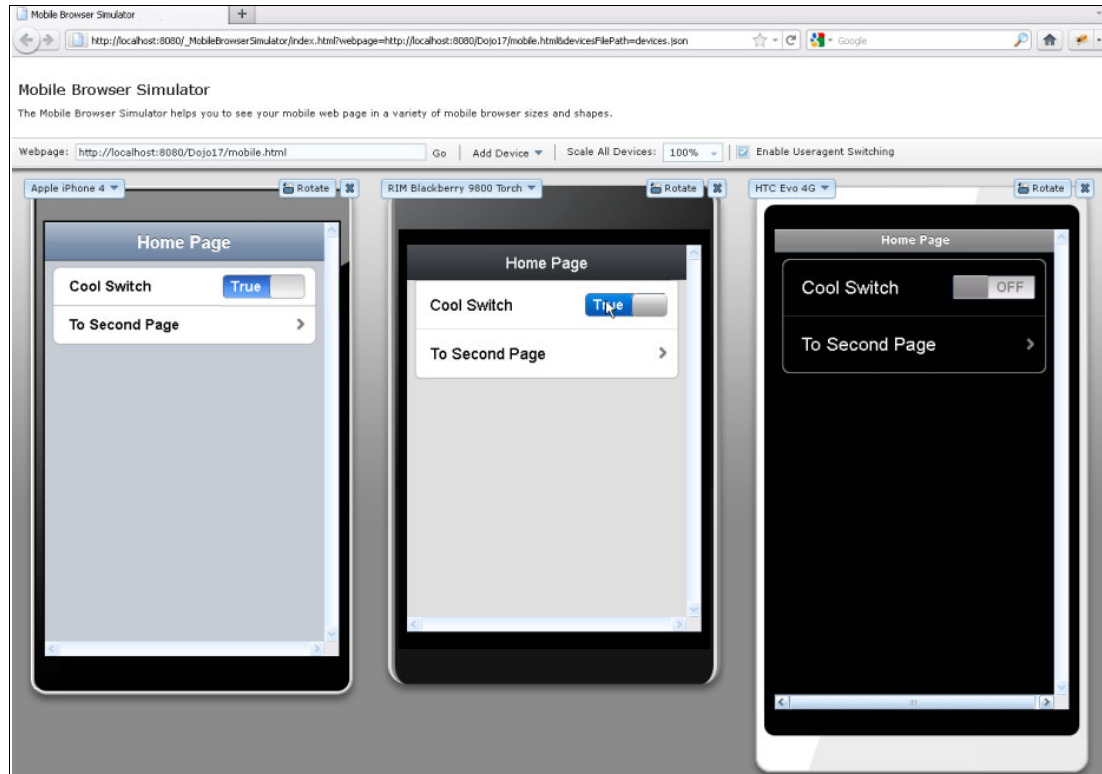 Mobile Browser Simulator
+
http://localhost:8080/_MobileBrowserSimulator/index.html?webpage=http://localhost:8080/Dojo17/mobile.html&devicesFilePath=devices.json
Google
Mobile Browser Simulator
The Mobile Browser Simulator helps you to see your mobile web page in a variety of mobile browser sizes and shapes.
Webpage: http://localhost:8080/Dojo17/mobile.html Go Add Device Scale All Devices: 100% Enable Useragent Switching
Apple iPhone 4 Rotate
Home Page
Cool Switch True
To Second Page
RIM Blackberry 9800 Torch Rotate
Home Page
Cool Switch True
To Second Page
HTC Evo 4G Rotate
Home Page
Cool Switch OFF
To Second Page